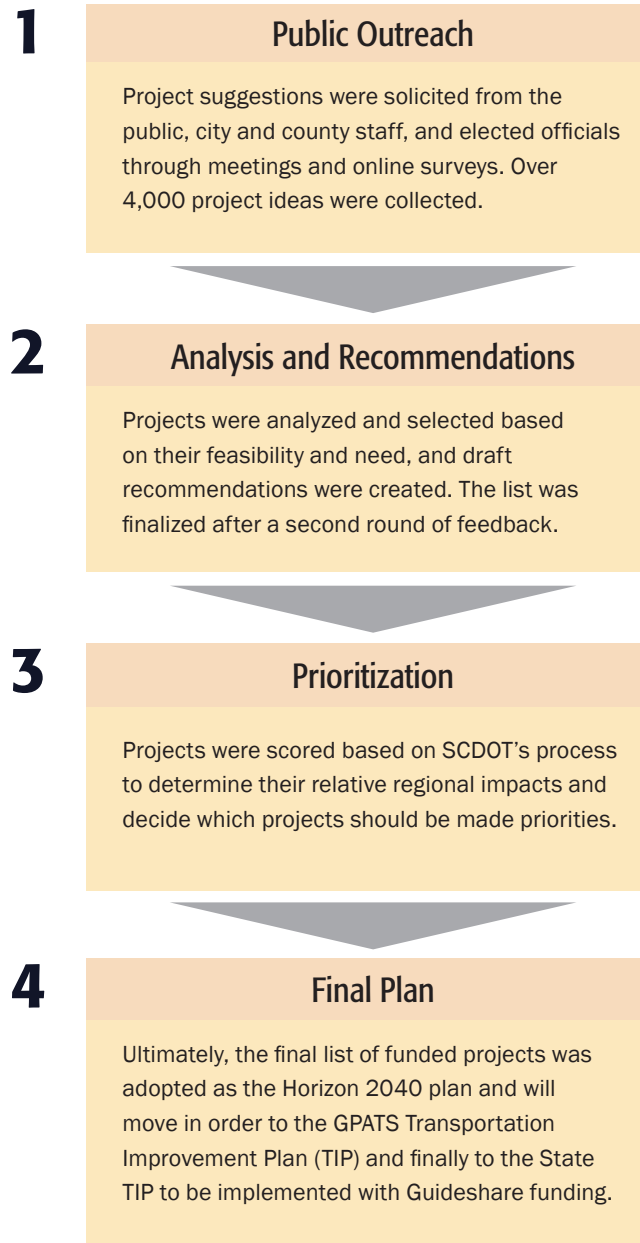 1
Public Outreach
Project suggestions were solicited from the
public, city and county staff, and elected officials
through meetings and online surveys. Over
4,000 project ideas were collected.
2
Analysis and Recommendations
Projects were analyzed and selected based
on their feasibility and need, and draft
recommendations were created. The list was
finalized after a second round of feedback.
3
Prioritization
Projects were scored based on SCDOT’s process
to determine their relative regional impacts and
decide which projects should be made priorities.
4
Final Plan
Ultimately, the final list of funded projects was
adopted as the Horizon 2040 plan and will
move in order to the GPATS Transportation
Improvement Plan (TIP) and finally to the State
TIP to be implemented with Guideshare funding.